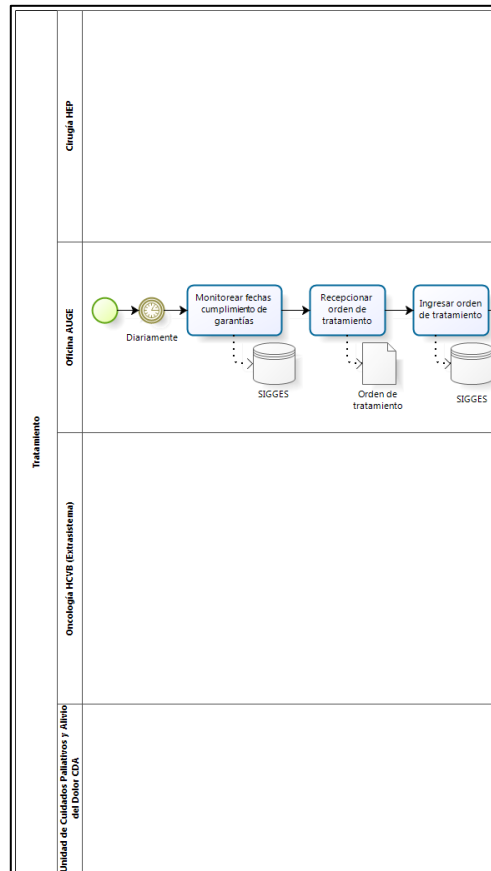 Tratamiento
Cirugía HEP
Oficina AUGE
Diariamente
Monitorear fechas
cumplimiento de
garantías
SIGGES
Recepcionar
orden de
tratamiento
Orden de
tratamiento
Ingresar orden
de tratamiento
SIGGES
Oncología HCVB (Extrasistema)
Unidad de Cuidados Paliativos y Alivio
del Dolor CDA